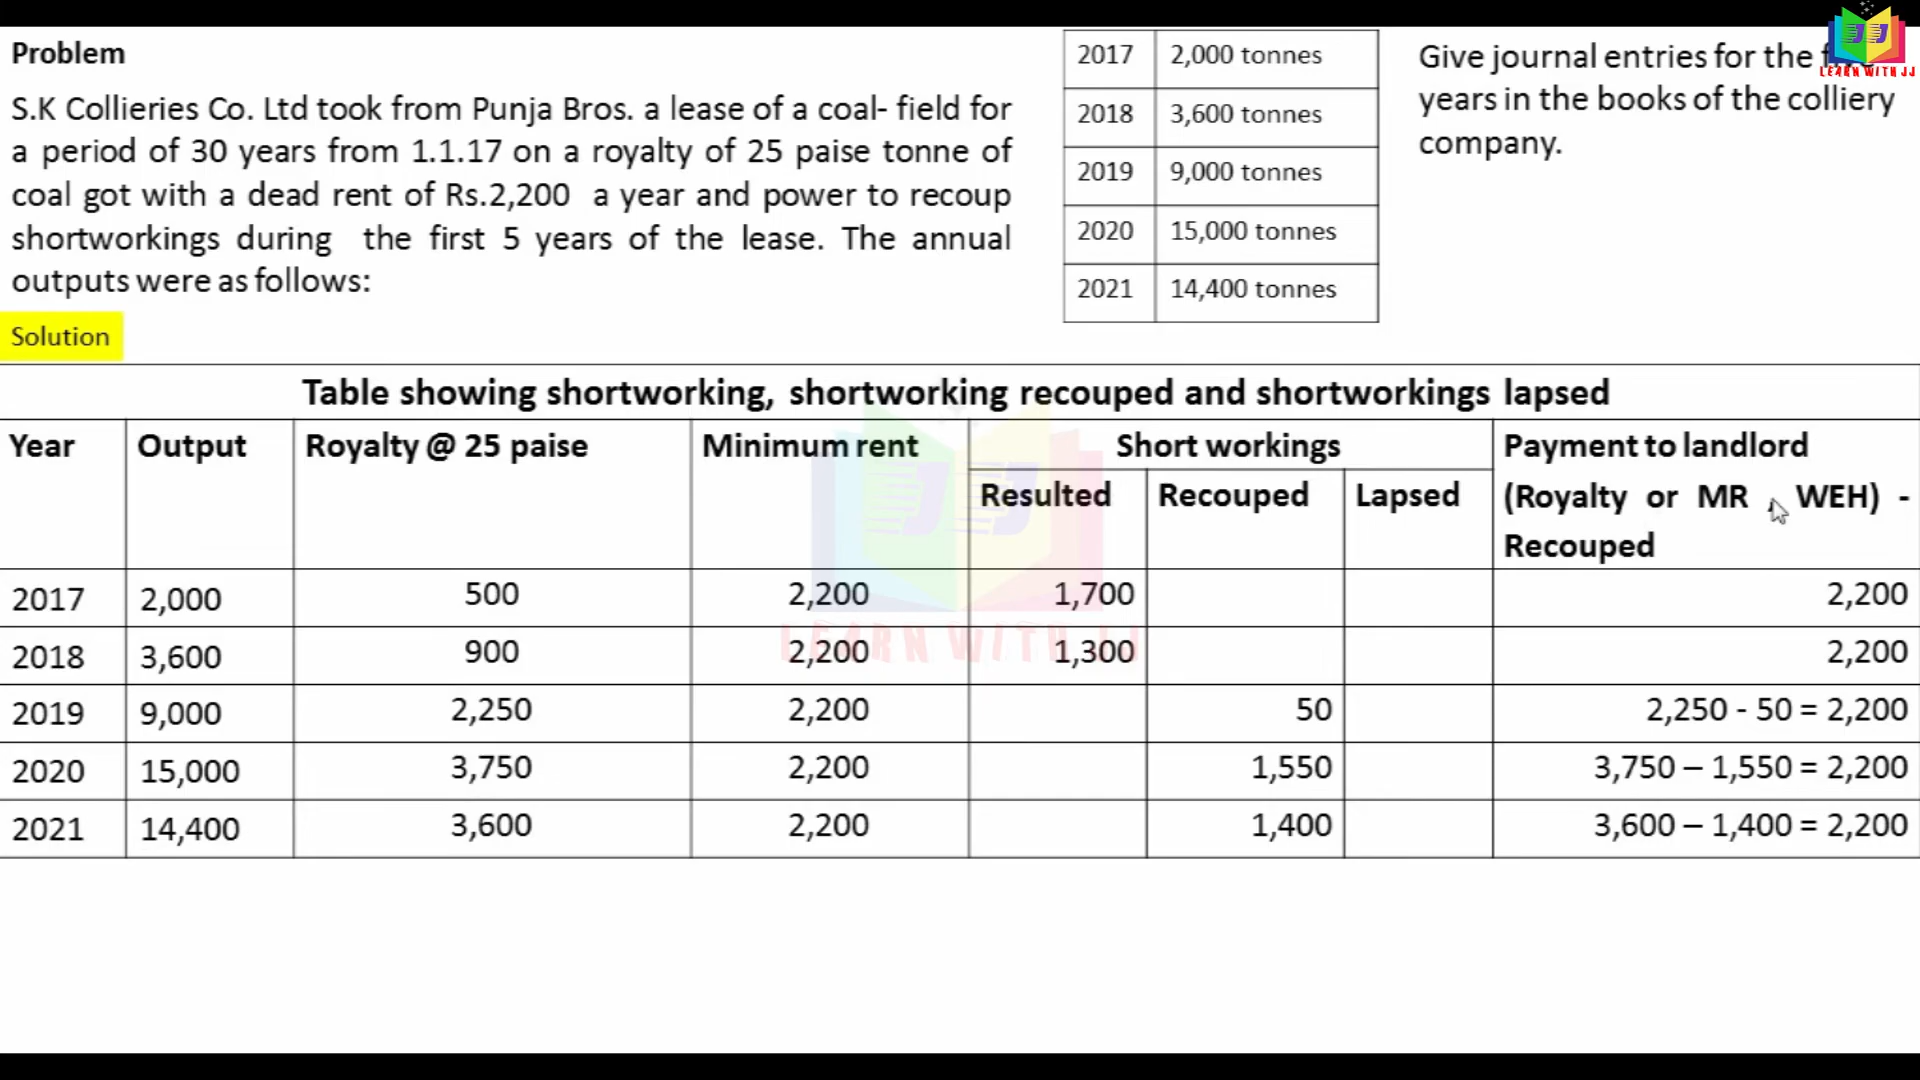 Problem
S.K Collieries Co. Ltd took from Punja Bros. a lease of a coal- field for
a period of 30 years from 1.1.17 on a royalty of 25 paise tonne of
coal got with a dead rent of Rs.2,200 a year and power to recoup
shortworkings during the first 5 years of the lease. The annual
outputs were as follows:
2017 2,000 tonnes
2018 3,600 tonnes
2019 9,000 tonnes
2020 15,000 tonnes
2021 14,400 tonnes
Give journal entries for the five
years in the books of the colliery
company.
JJ
LEARN WITH JJ
Solution
Table showing shortworking, shortworking recouped and shortworkings lapsed
Year Output Royalty @ 25 paise Minimum rent Short workings Payment to landlord
Resulted Recouped Lapsed (Royalty or MR , WEH) -
Recouped
2017 2,000 500 2,200 1,700 2,200
2018 3,600 900 2,200 1,300 2,200
2019 9,000 2,250 2,200 50 2,250 - 50 = 2,200
2020 15,000 3,750 2,200 1,550 3,750 – 1,550 = 2,200
2021 14,400 3,600 2,200 1,400 3,600 – 1,400 = 2,200
JJ
LEARN WITH JJ